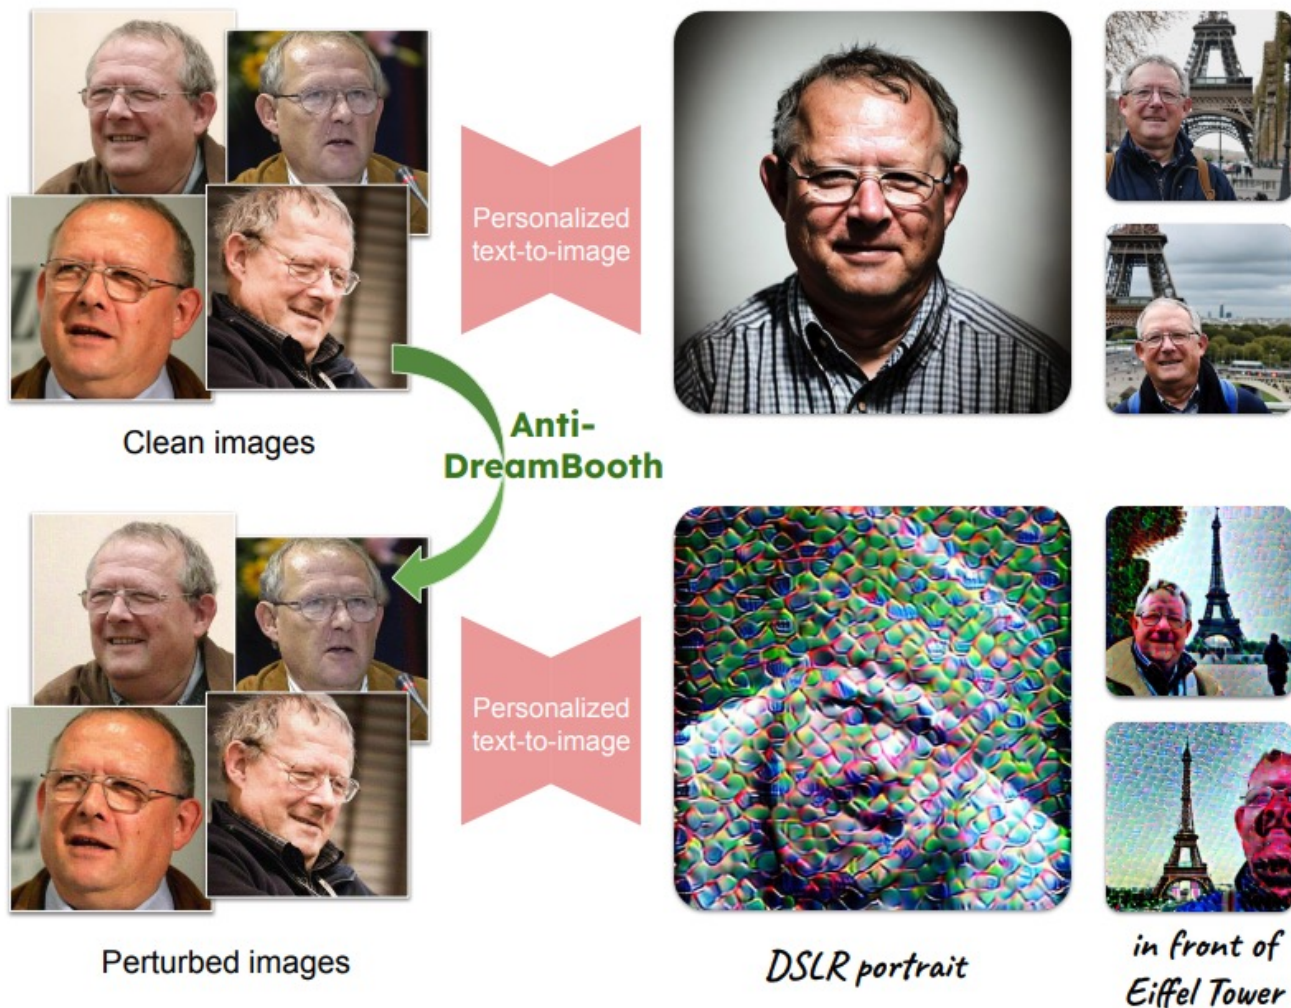 Personalized
text-to-image
Clean images
Anti-
DreamBooth
Personalized
text-to-image
Perturbed images
DSLR portrait
in front of
Eiffel Tower